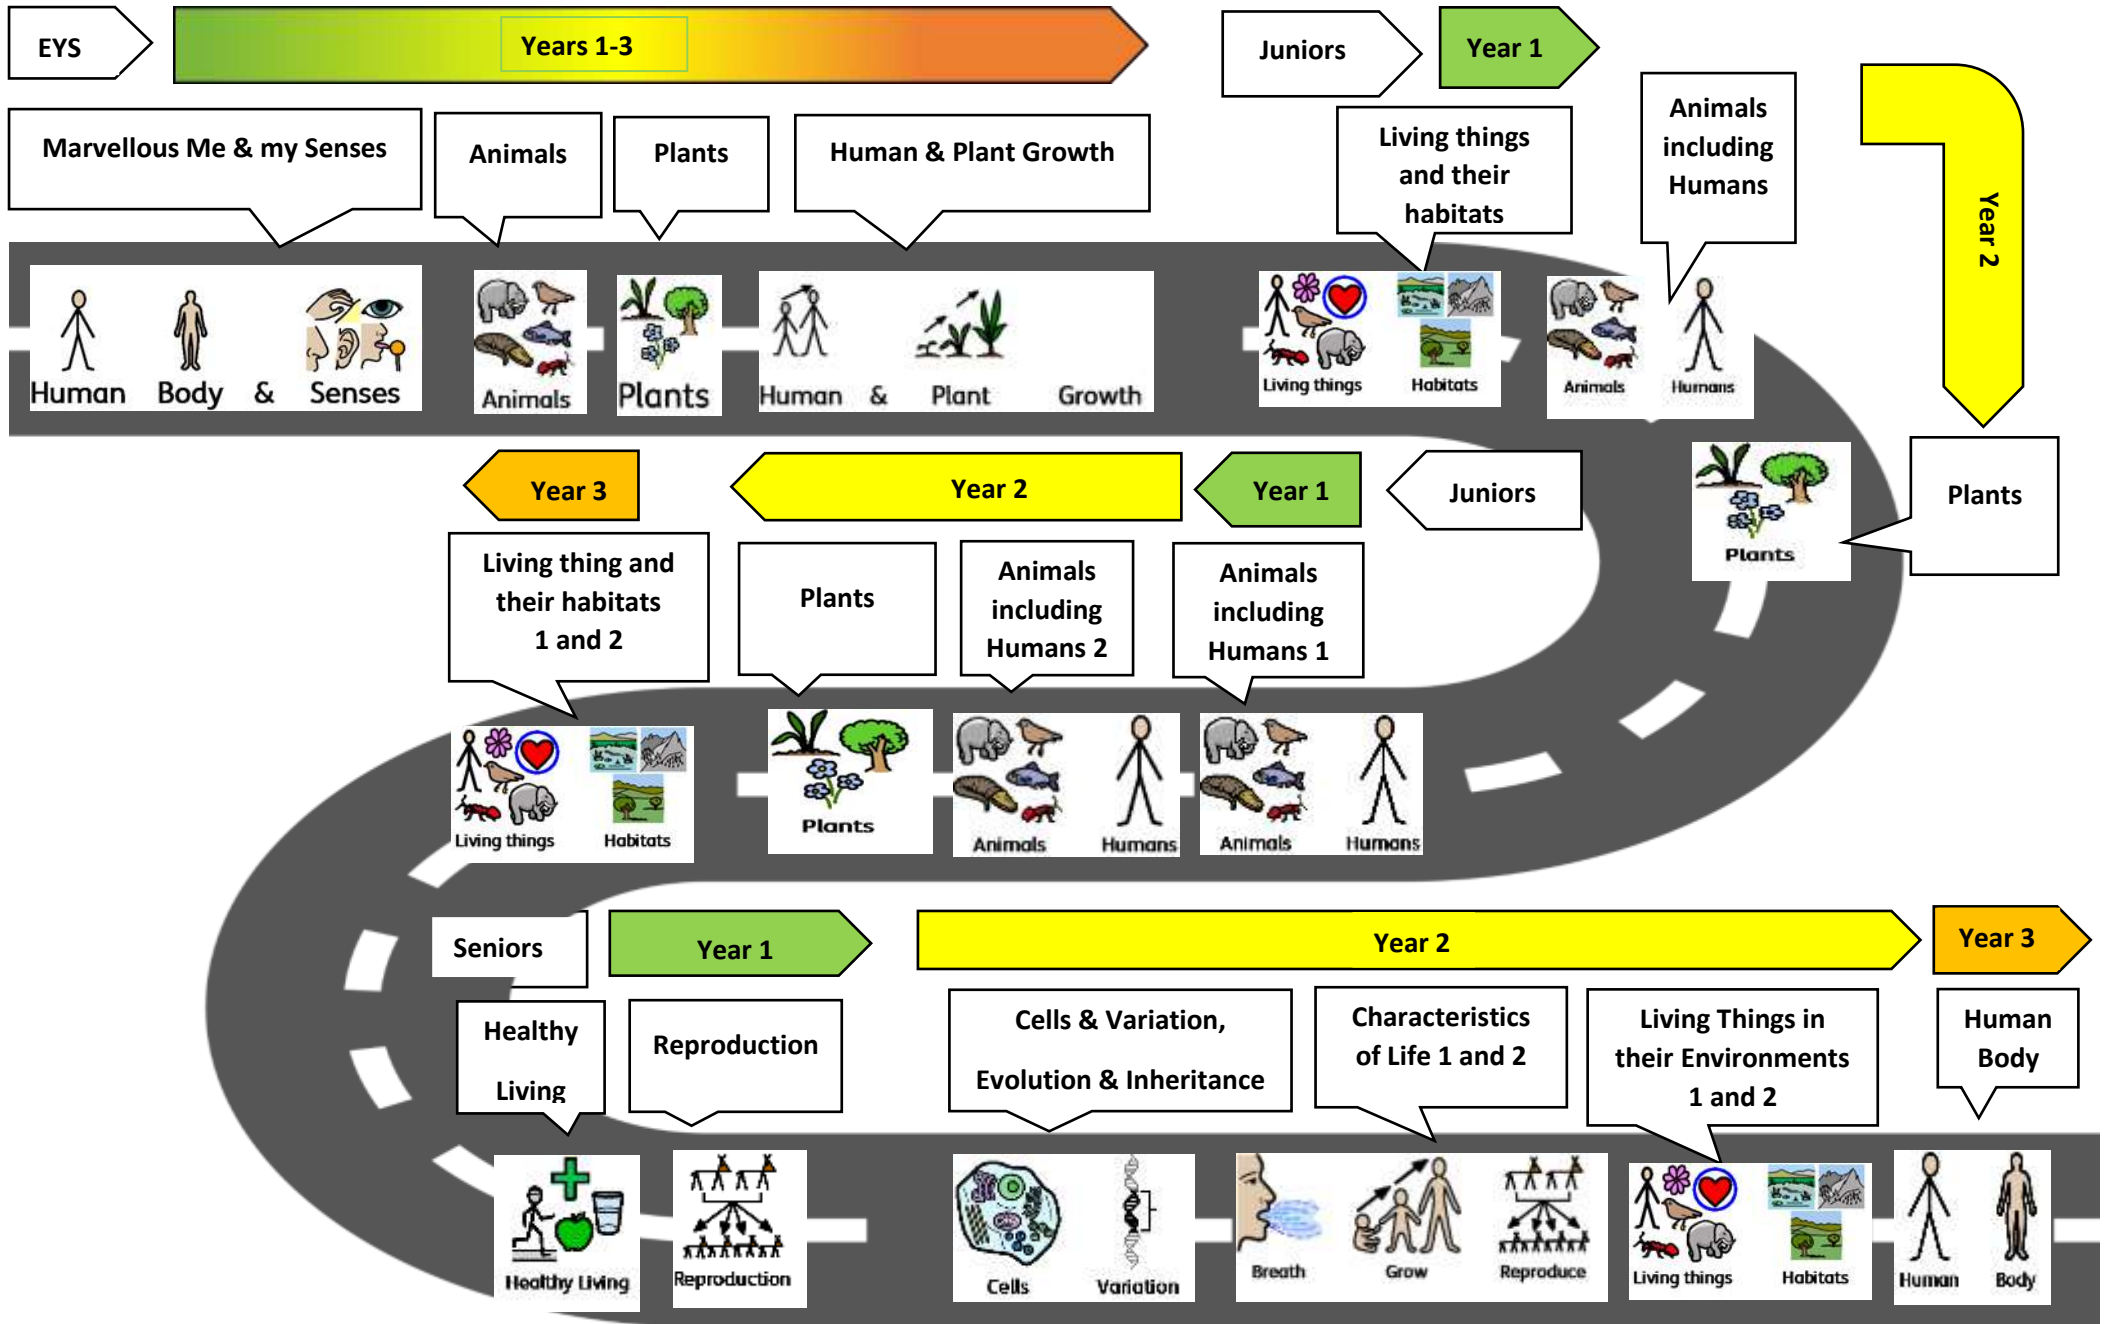 EYS
Years 1-3
Juniors
Year 1
Year 2
Marvellous Me & my Senses
Animals
Plants
Human & Plant Growth
Living things
and their
habitats
Animals
including
Humans
Human Body & Senses
Animals
Plants
Human & Plant Growth
Living things
Habitats
Animals
Humans
Plants
Plants
Juniors
Year 1
Year 2
Year 3
Animals
including
Humans 1
Animals
including
Humans 2
Plants
Living thing and
their habitats
1 and 2
Animals
Humans
Animals
Humans
Plants
Living things
Habitats
Seniors
Year 1
Year 2
Year 3
Healthy
Living
Reproduction
Cells & Variation,
Evolution & Inheritance
Characteristics
of Life 1 and 2
Living Things in
their Environments
1 and 2
Human
Body
Healthy Living
Reproduction
Cells
Variation
Breath
Grow
Reproduce
Living things
Habitats
Human
Body